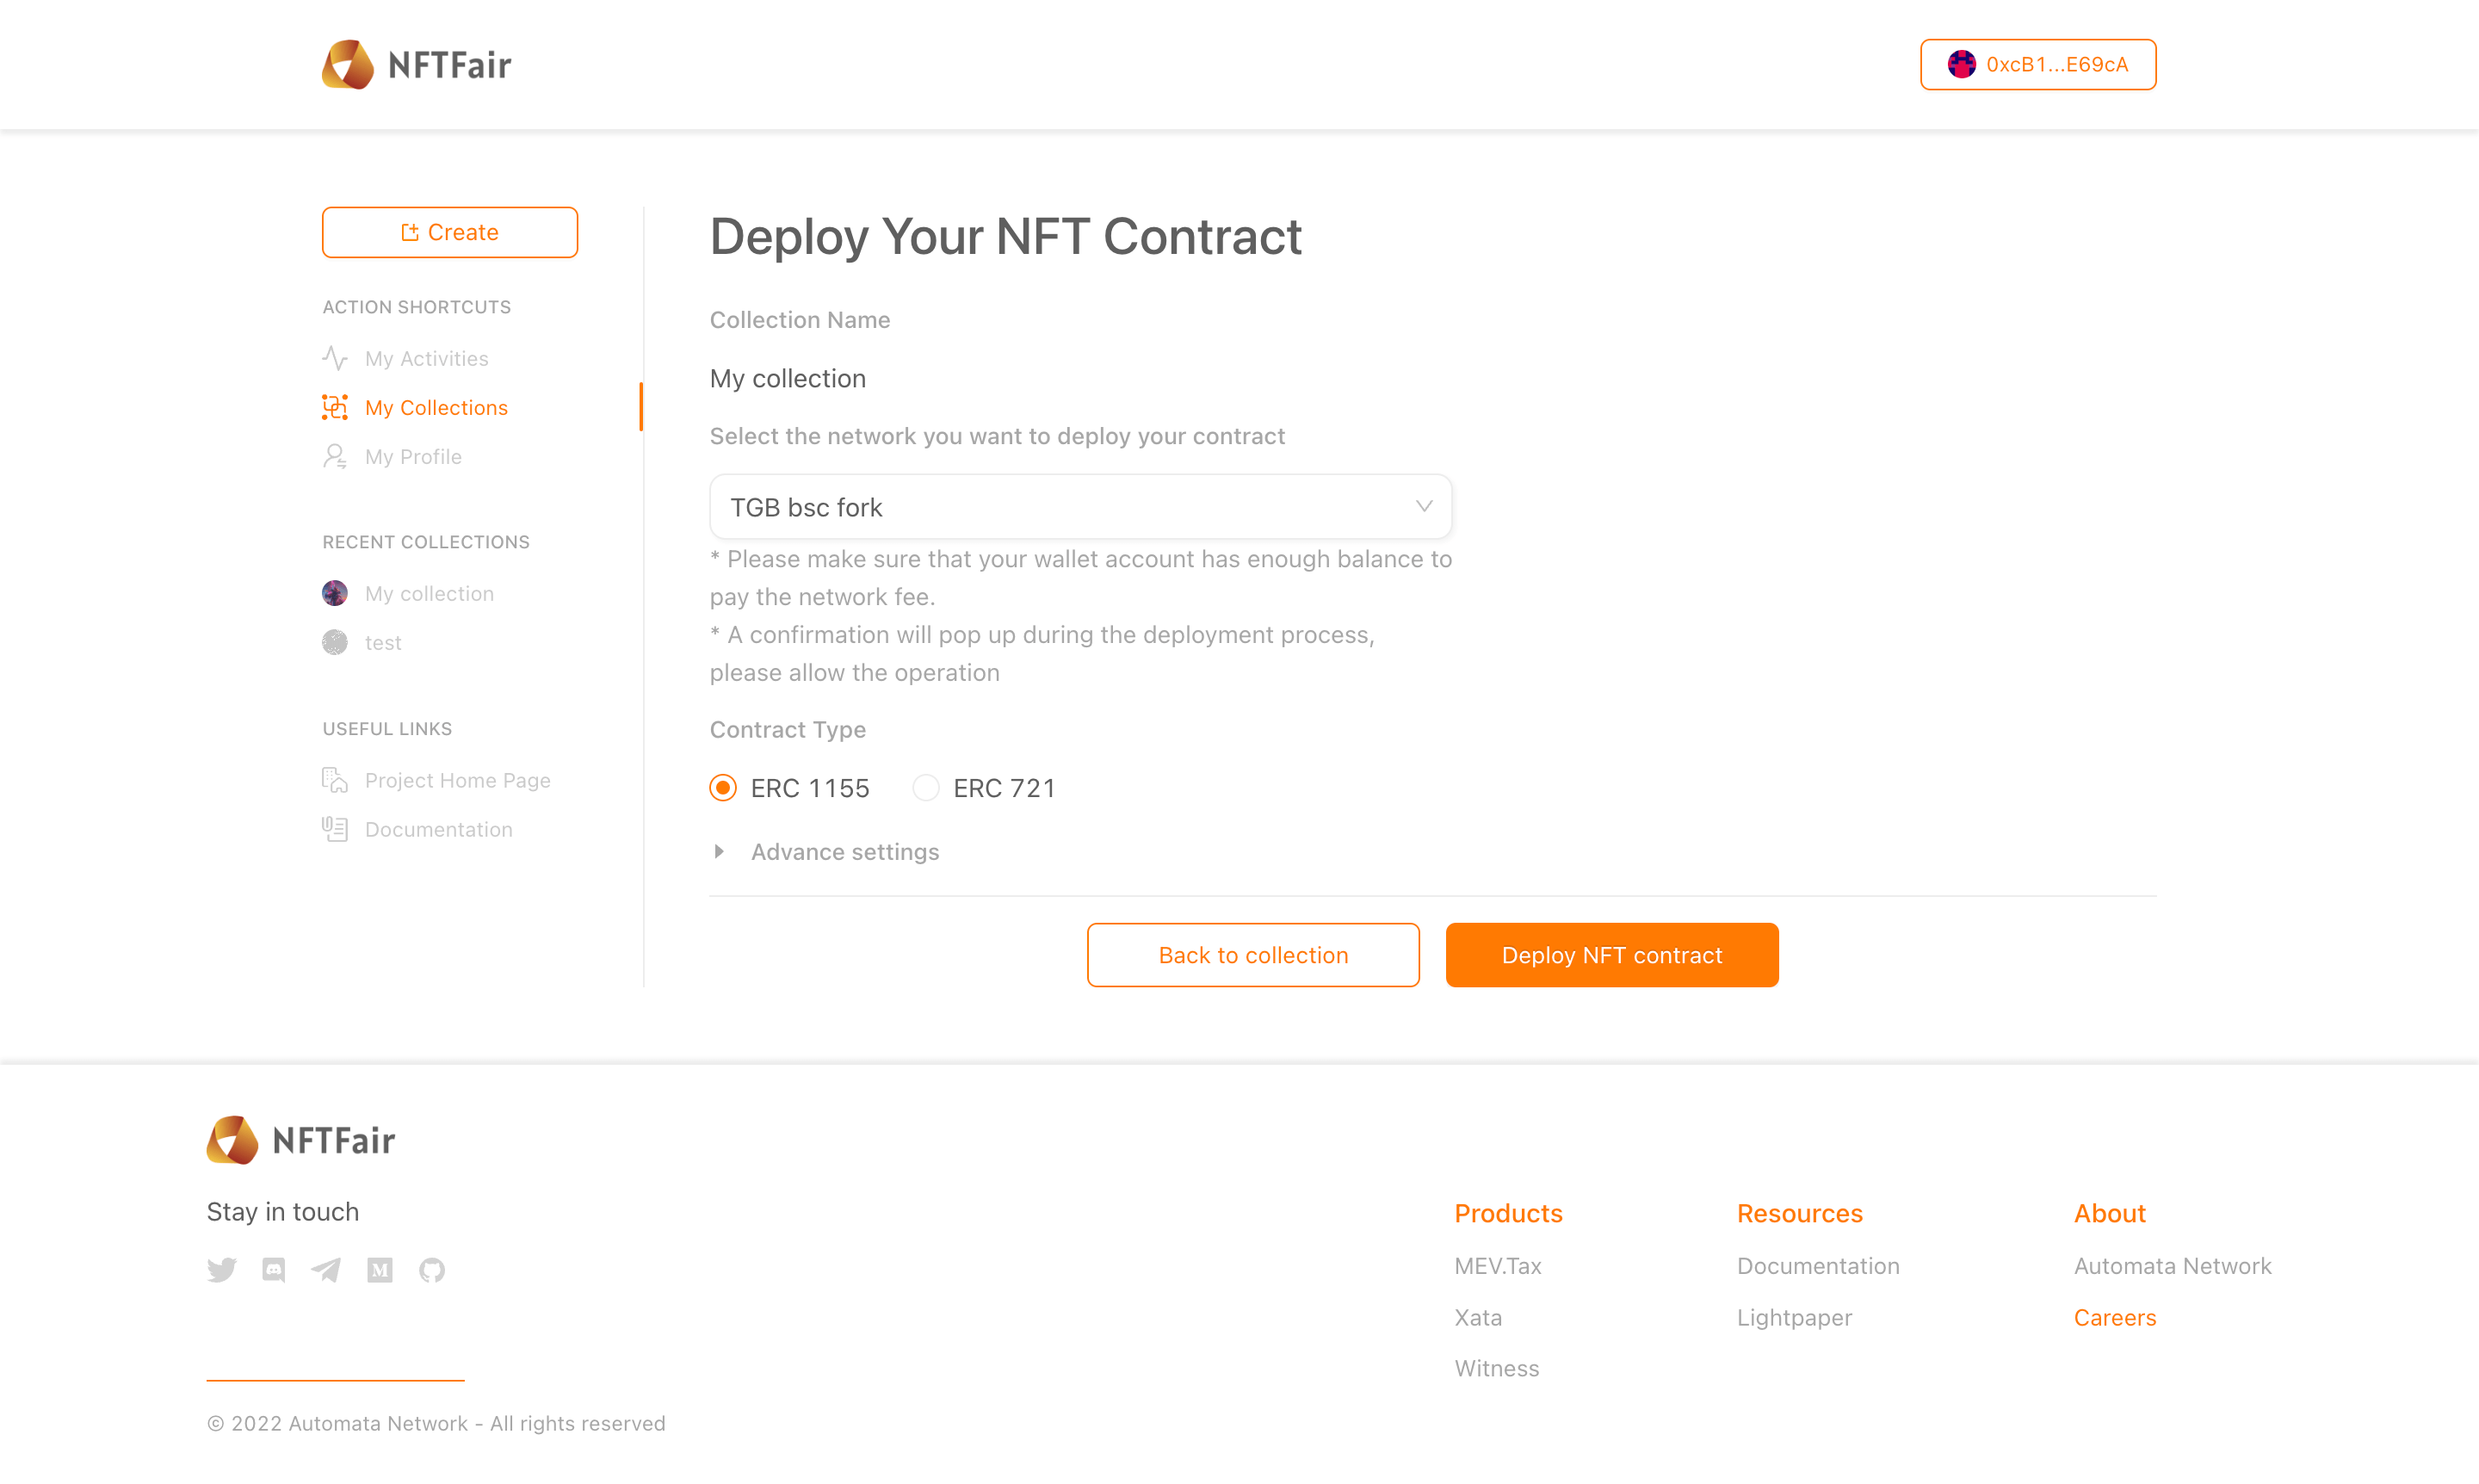 NFTFair
0xcB1...E69cA
Create
ACTION SHORTCUTS
My Activities
My Collections
My Profile
RECENT COLLECTIONS
My collection
test
USEFUL LINKS
Project Home Page
Documentation
Deploy Your NFT Contract
Collection Name
My collection
Select the network you want to deploy your contract
TGB bsc fork
* Please make sure that your wallet account has enough balance to
pay the network fee.
* A confirmation will pop up during the deployment process,
please allow the operation
Contract Type
ERC 1155 ERC 721
Advance settings
Back to collection Deploy NFT contract
NFTFair
Stay in touch
Products
MEV.Tax
Xata
Witness
Resources
Documentation
Lightpaper
About
Automata Network
Careers
© 2022 Automata Network - All rights reserved